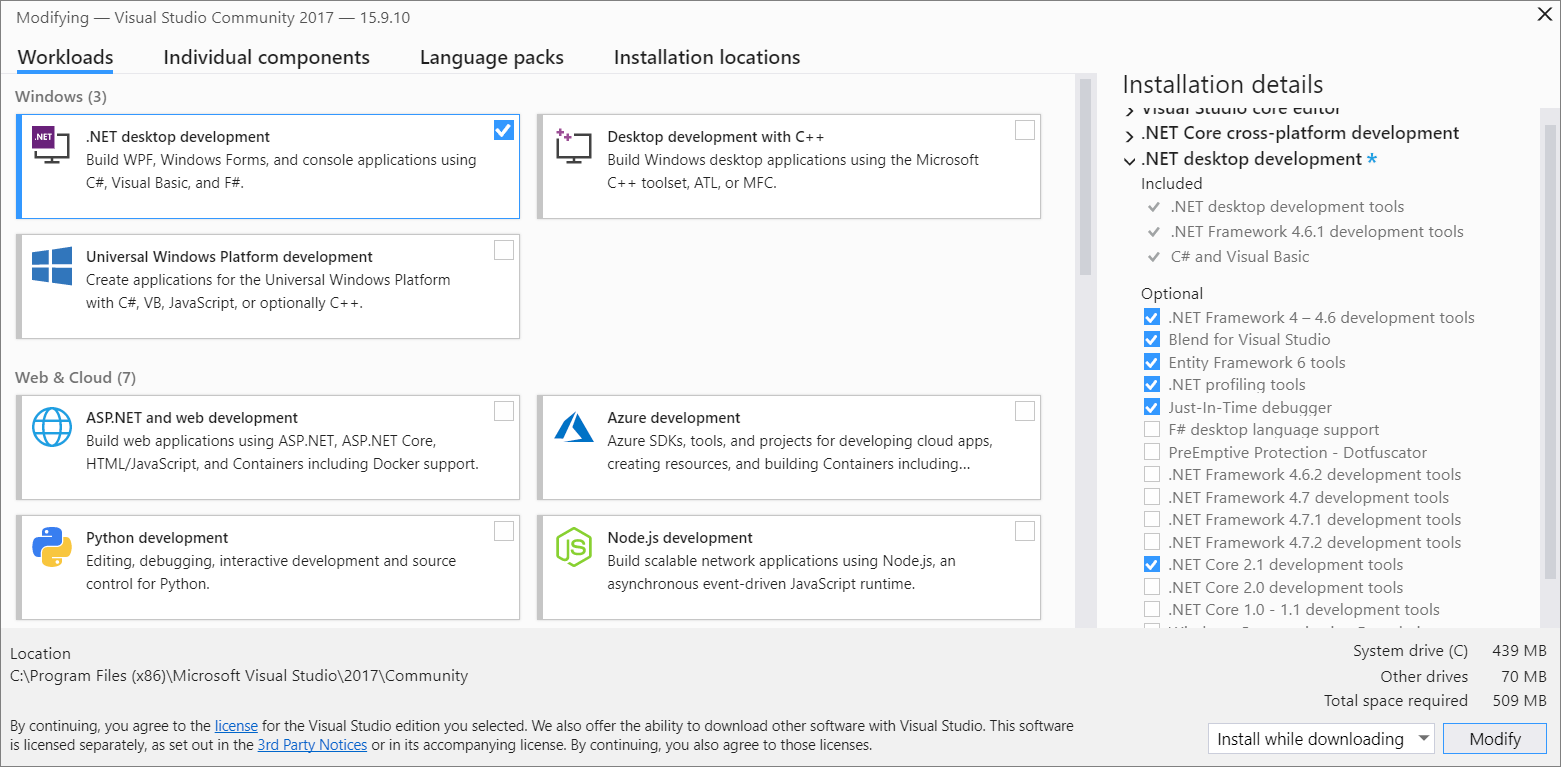 Modifying — Visual Studio Community 2017 — 15.9.10
Workloads
Individual components
Language packs
Installation locations
Windows (3)
.NET
.NET desktop development
Build WPF, Windows Forms, and console applications using
C#, Visual Basic, and F#.
Desktop development with C++
Build Windows desktop applications using the Microsoft
C++ toolset, ATL, or MFC.
Universal Windows Platform development
Create applications for the Universal Windows Platform
with C#, VB, JavaScript, or optionally C++.
Web & Cloud (7)
ASP.NET and web development
Build web applications using ASP.NET, ASP.NET Core,
HTML/JavaScript, and Containers including Docker support.
Azure development
Azure SDKs, tools, and projects for developing cloud apps,
creating resources, and building Containers including...
Python development
Editing, debugging, interactive development and source
control for Python.
JS
Node.js development
Build scalable network applications using Node.js, an
asynchronous event-driven JavaScript runtime.
Installation details
Visual Studio core editor
.NET Core cross-platform development
.NET desktop development *
Included
.NET desktop development tools
.NET Framework 4.6.1 development tools
C# and Visual Basic
Optional
.NET Framework 4 – 4.6 development tools
Blend for Visual Studio
Entity Framework 6 tools
.NET profiling tools
Just-In-Time debugger
F# desktop language support
PreEmptive Protection - Dotfuscator
.NET Framework 4.6.2 development tools
.NET Framework 4.7 development tools
.NET Framework 4.7.1 development tools
.NET Framework 4.7.2 development tools
.NET Core 2.1 development tools
.NET Core 2.0 development tools
.NET Core 1.0 - 1.1 development tools
Location
C:\Program Files (x86)\Microsoft Visual Studio\2017\Community
System drive (C) 439 MB
Other drives 70 MB
Total space required 509 MB
By continuing, you agree to the license for the Visual Studio edition you selected. We also offer the ability to download other software with Visual Studio. This software
is licensed separately, as set out in the 3rd Party Notices or in its accompanying license. By continuing, you also agree to those licenses.
Install while downloading
Modify